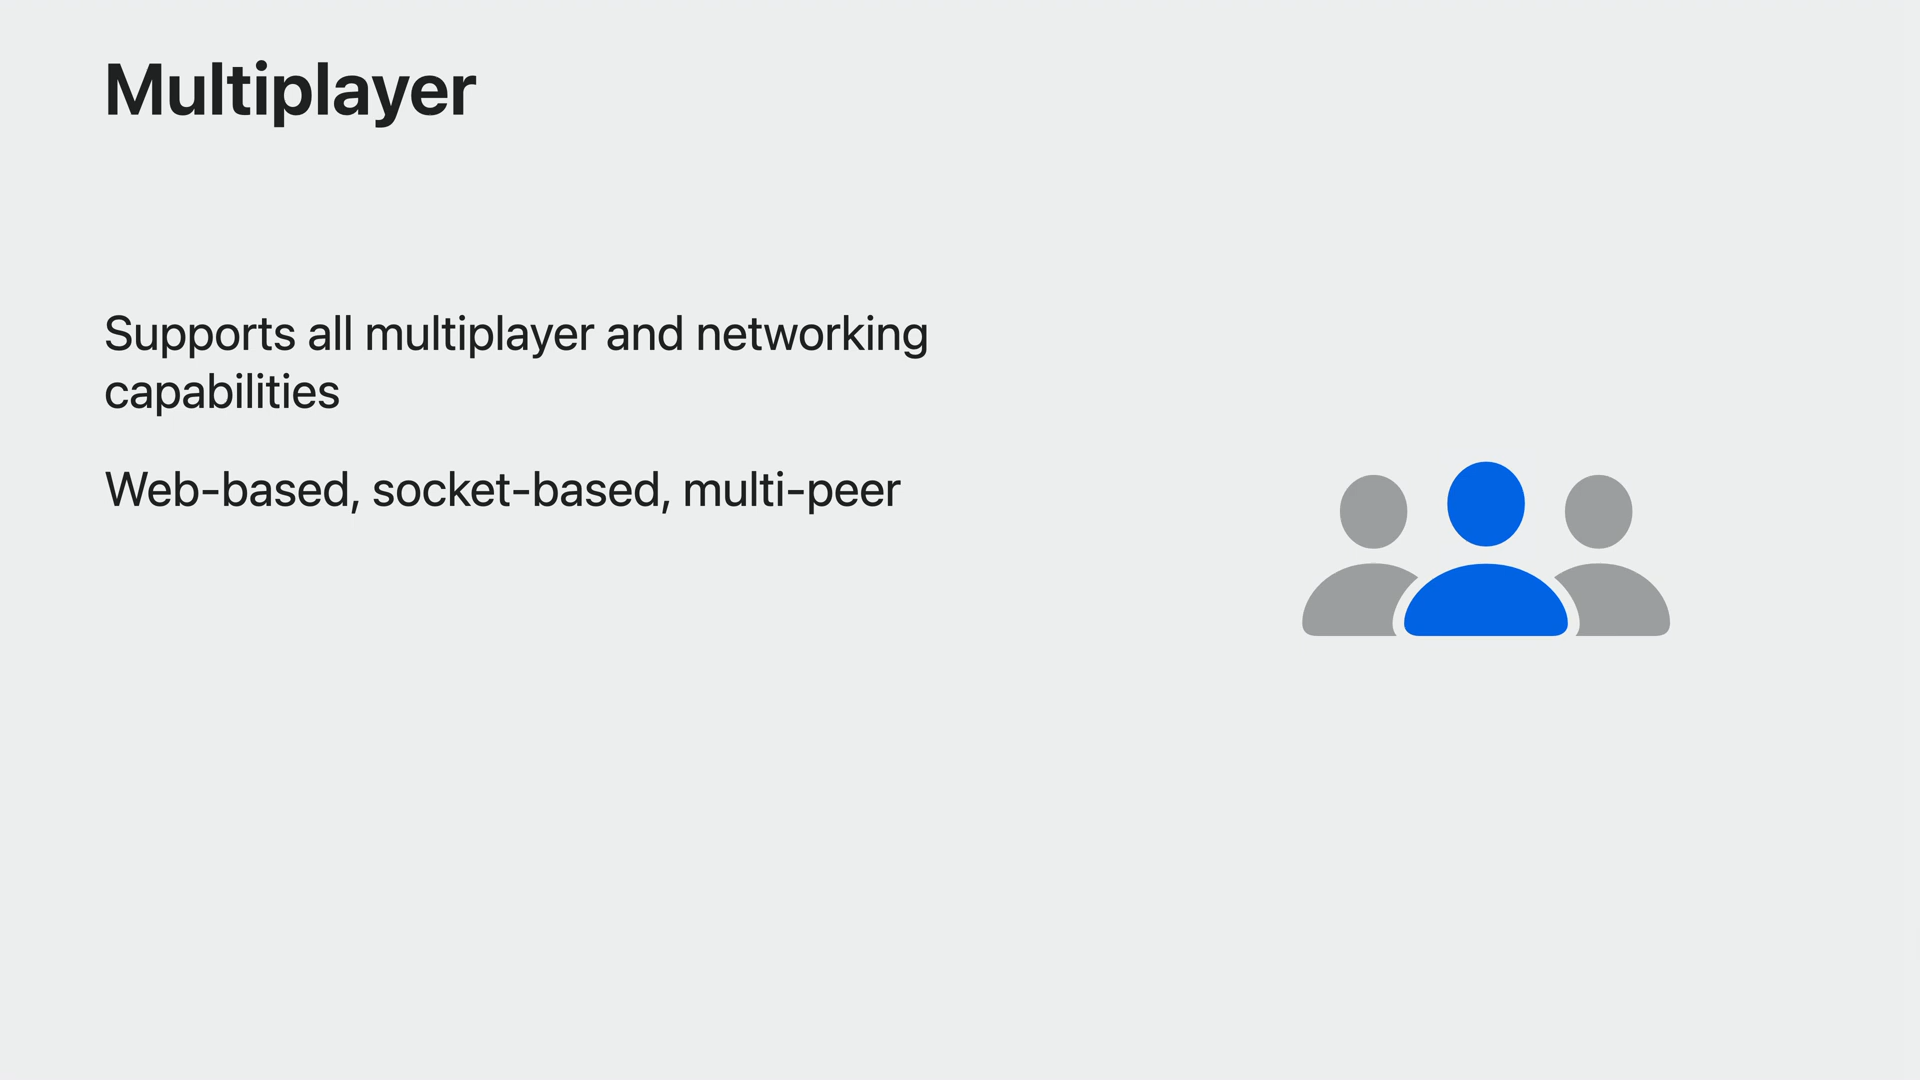 Multiplayer
Supports all multiplayer and networking
capabilities
Web-based, socket-based, multi-peer